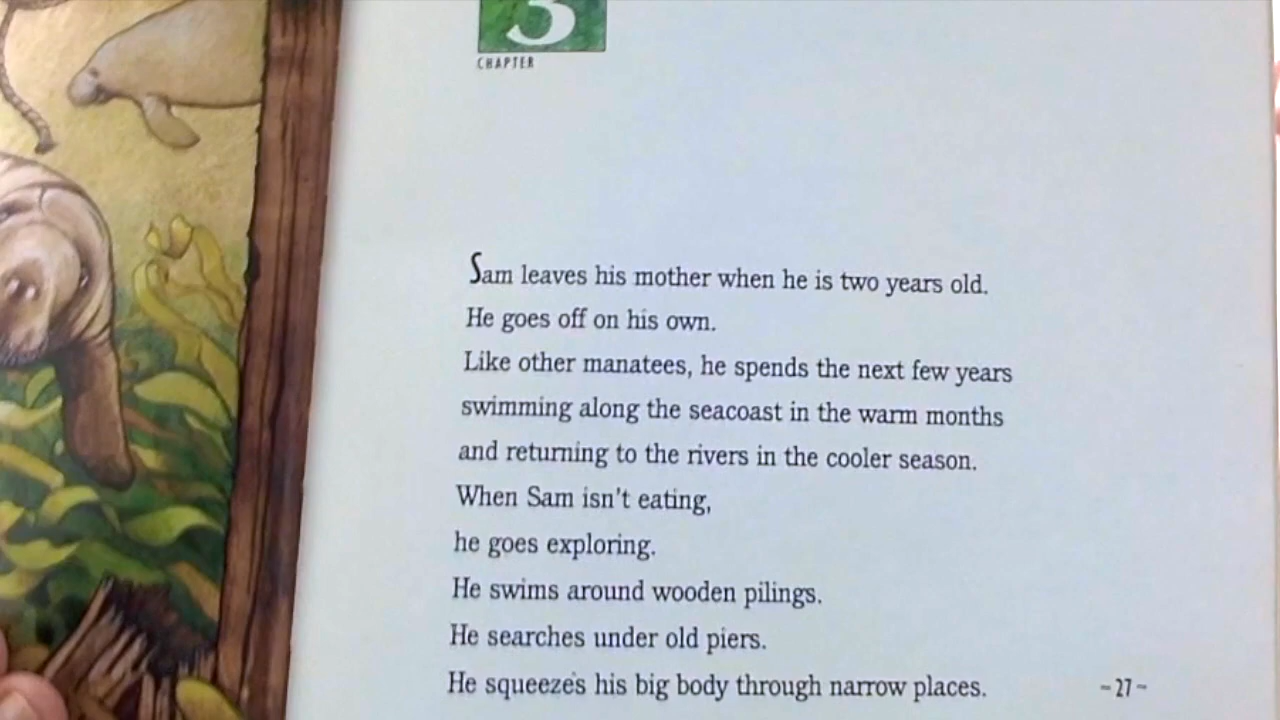 3
CHAPTER
Sam leaves his mother when he is two years old.
He goes off on his own.
Like other manatees, he spends the next few years
swimming along the seacoast in the warm months
and returning to the rivers in the cooler season.
When Sam isn't eating,
he goes exploring.
He swims around wooden pilings.
He searches under old piers.
He squeezes his big body through narrow places.
~27~